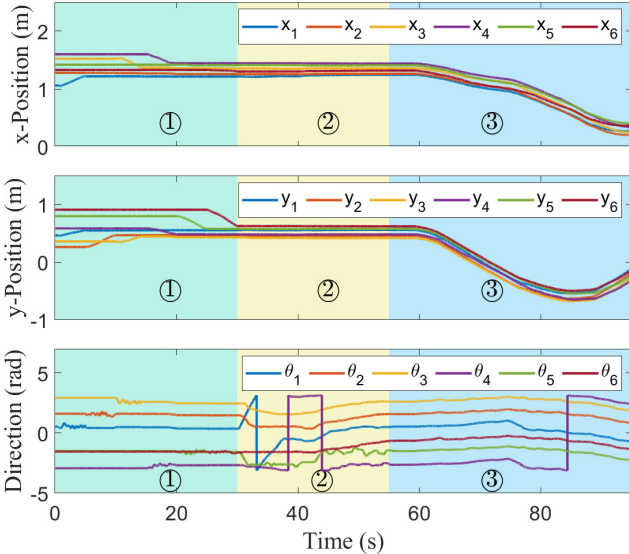 x-Position (m)
2
1
0
x₁ x₂ x₃ x₄ x₅ x₆
① ② ③
y-Position (m)
1
0
-1
y₁ y₂ y₃ y₄ y₅ y₆
① ② ③
Direction (rad)
5
0
-5
θ₁ θ₂ θ₃ θ₄ θ₅ θ₆
① ② ③
0 20 40 60 80
Time (s)